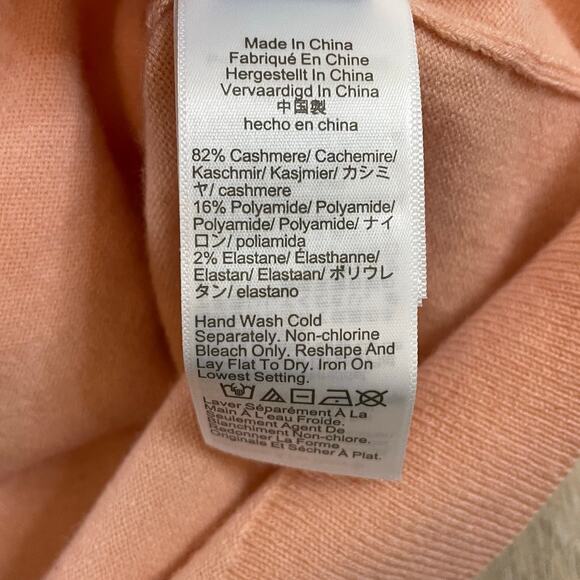 Made In China
Fabriqué En Chine
Hergestellt In China
Vervaardigd In China
中国製
hecho en china
82% Cashmere/ Cachemire/
Kaschmir/ Kasjmier/ カシミ
ヤ/ cashmere
16% Polyamide/ Polyamide/
Polyamide/ Polyamide/ ナイ
ロン/ poliamida
2% Elastane/ Élasthanne/
Elastan/ Elastaan/ ポリウレ
タン/ elastano
Hand Wash Cold
Separately. Non-chlorine
Bleach Only. Reshape And
Lay Flat To Dry. Iron On
Lowest Setting.
Laver Séparément À La
Main À L'eau Froide.
Seulement Agent De
Blanchiment Non-chlore.
Redonner La Forme
Originale Et Sécher À Plat.